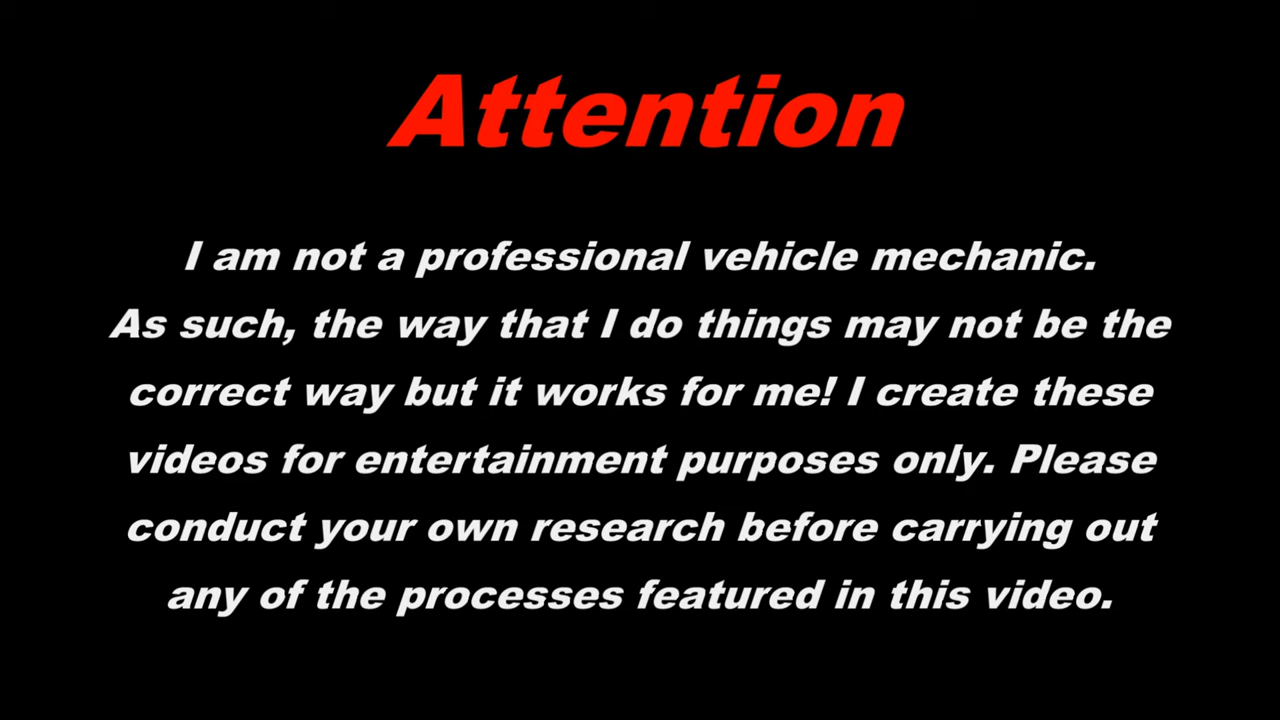 Attention
I am not a professional vehicle mechanic.
As such, the way that I do things may not be the
correct way but it works for me! I create these
videos for entertainment purposes only. Please
conduct your own research before carrying out
any of the processes featured in this video.